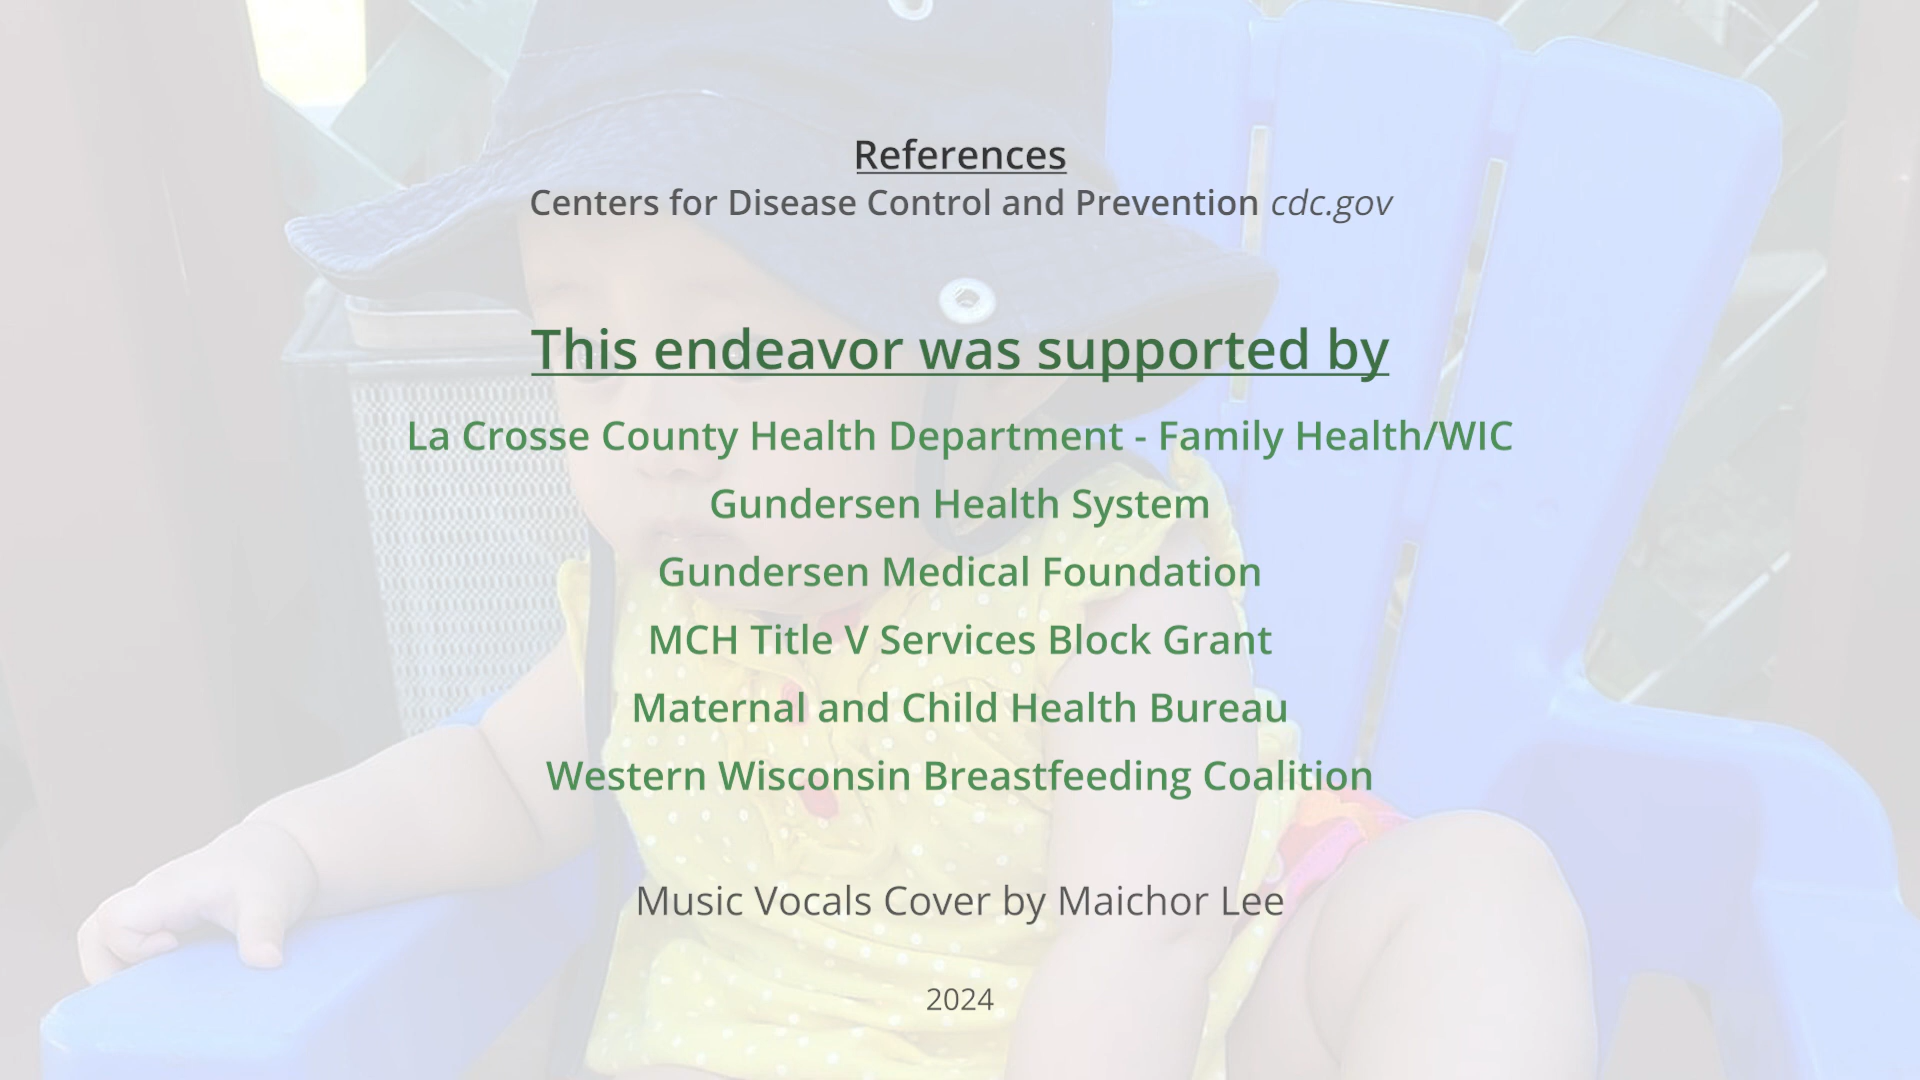 References
Centers for Disease Control and Prevention cdc.gov
This endeavor was supported by
La Crosse County Health Department - Family Health/WIC
Gundersen Health System
Gundersen Medical Foundation
MCH Title V Services Block Grant
Maternal and Child Health Bureau
Western Wisconsin Breastfeeding Coalition
Music Vocals Cover by Maichor Lee
2024